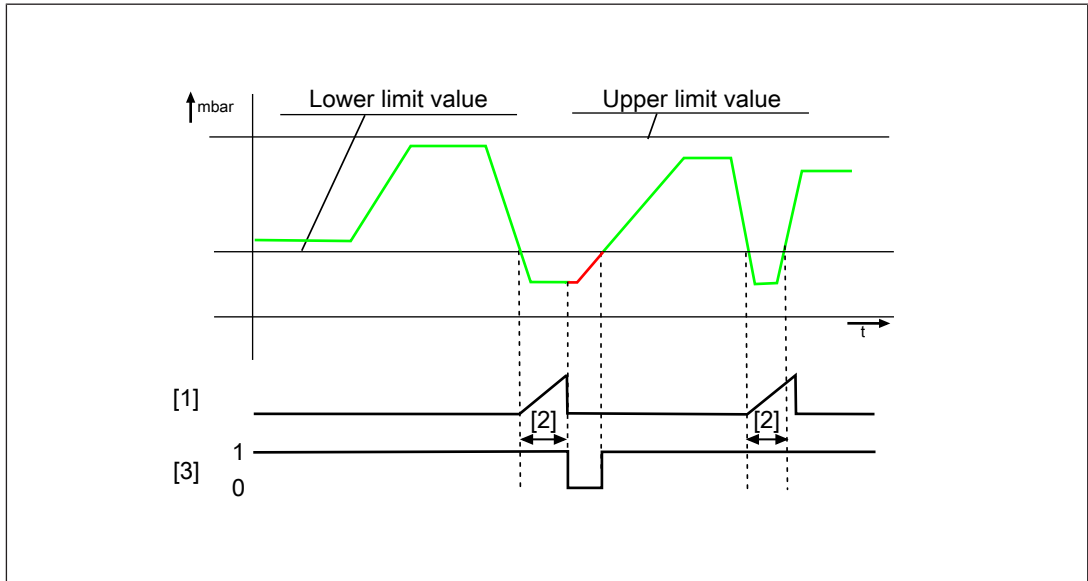 mbar
Lower limit value
Upper limit value
t
[1]
[2]
[2]
1
[3]
0